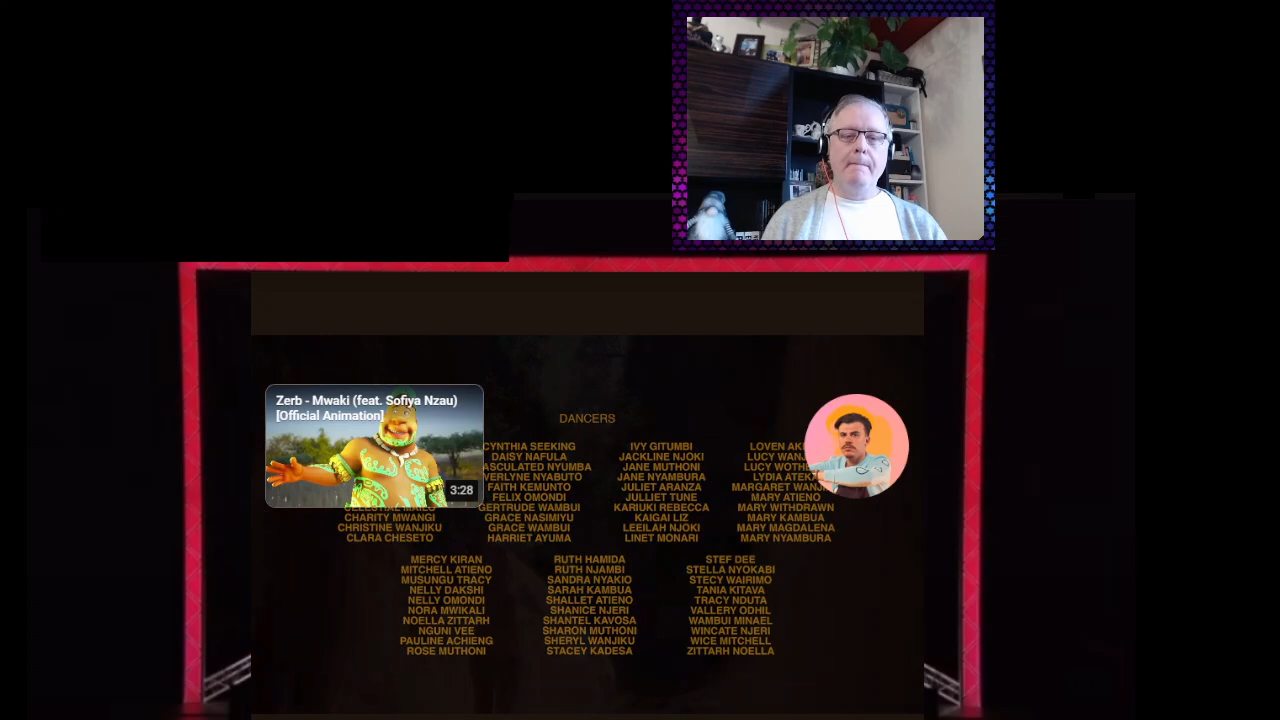 Zerb - Mwaki (feat. Sofiya Nzau)
[Official Animation]
3:28
DANCERS
CYNTHIA SEEKING
DAISY NAFULA
FAITH KEMUNTO
FELIX OMONDI
GERTRUDE WAMBUI
GRACE NASIMIYU
GRACE WAMBUI
HARRIET AYUMA
CHARITY MWANGI
CHRISTINE WANJIKU
CLARA CHESETO
IVY GITUMBI
JACKLINE NJOKI
JANE MUTHONI
JANE NYAMBURA
JULIET ARANZA
JULLIET TUNE
KARIUKI REBECCA
KAIGAI LIZ
LEEILAH NJOKI
LINET MONARI
LOVEN
LUCY
LUCY
LYDIA
MARGARET
MARY ATIENO
MARY WITHDRAWN
MARY KAMBUA
MARY MAGDALENA
MARY NYAMBURA
MERCY KIRAN
MITCHELL ATIENO
MUSUNGU TRACY
NELLY DAKSHI
NELLY OMONDI
NORA MWIKALI
NOELLA ZITTARH
NGUNI VEE
PAULINE ACHIENG
ROSE MUTHONI
RUTH HAMIDA
RUTH NJAMBI
SANDRA NYAKIO
SARAH KAMBUA
SHALLET ATIENO
SHANICE NJERI
SHANTEL KAVOSA
SHARON MUTHONI
SHERYL WANJIKU
STACEY KADESA
STEF DEE
STELLA NYOKABI
STECY WAIRIMO
TANIA KITAVA
TRACY NDUTA
VALLERY ODHIL
WAMBUI MINAEL
WINCATE NJERI
WICE MITCHELL
ZITTARH NOELLA